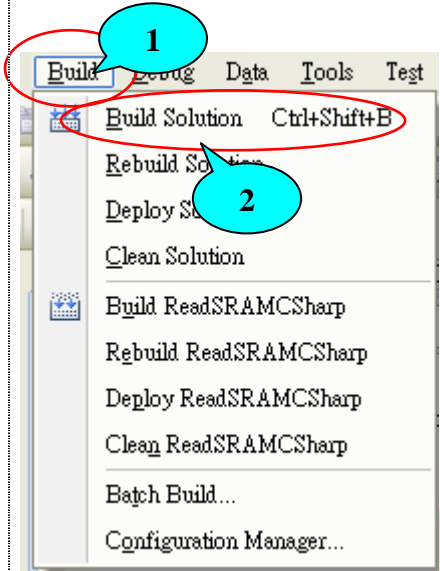 1
Build Debug Data Tools Test
Build Solution Ctrl+Shift+B
Rebuild Solution
2
Deploy
Clean Solution
Build ReadSRAMCSharp
Rebuild ReadSRAMCSharp
Deploy ReadSRAMCSharp
Clean ReadSRAMCSharp
Batch Build...
Configuration Manager...